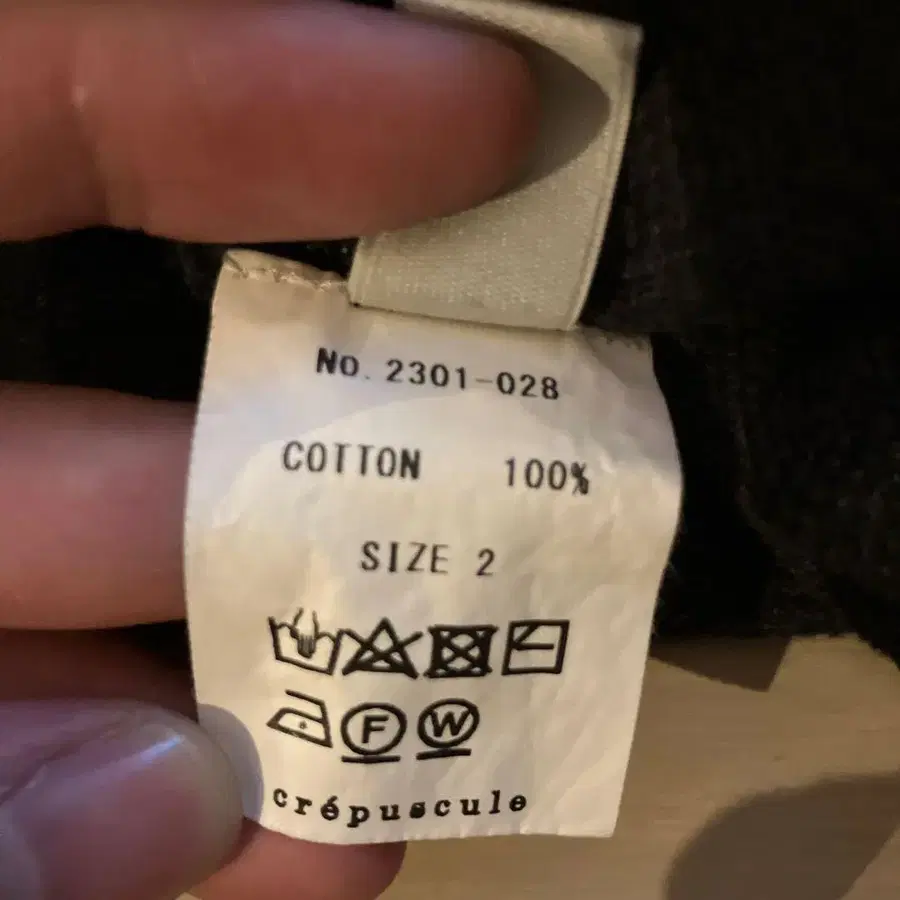 NO. 2301-028
COTTON 100%
SIZE 2
F W
crépuscule